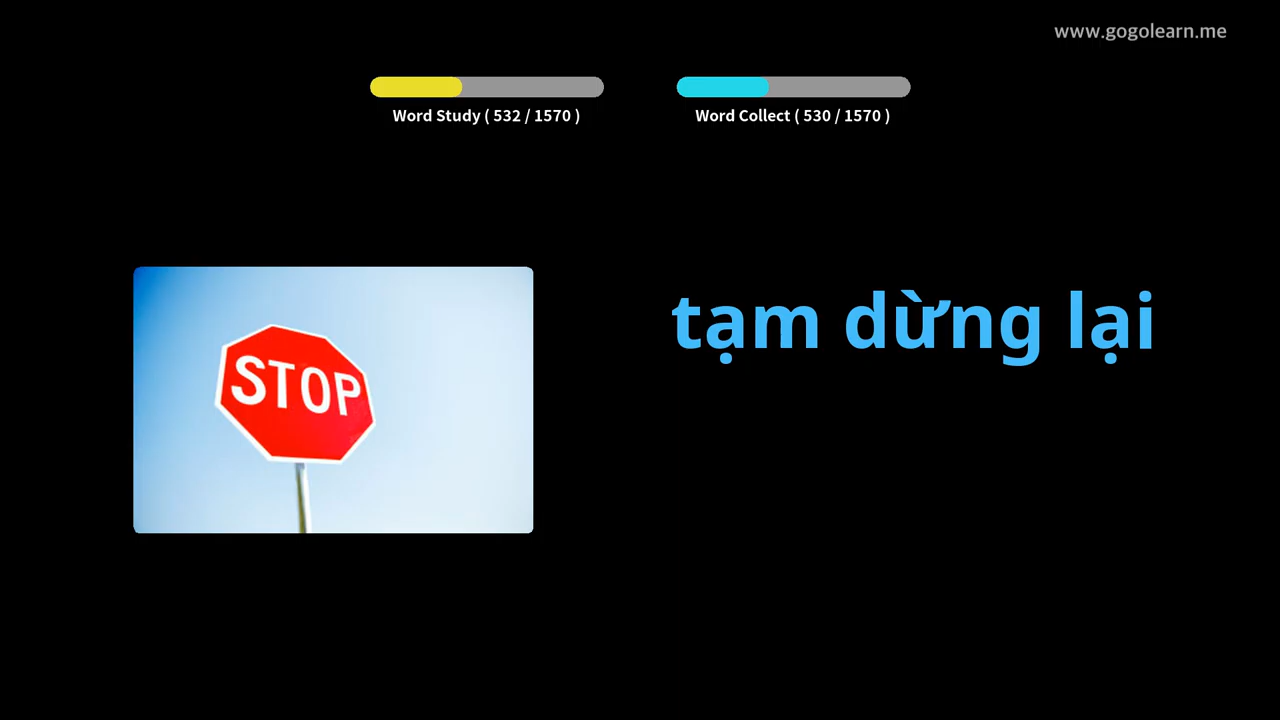 www.gogolearn.me
Word Study ( 532 / 1570 )
Word Collect ( 530 / 1570 )
STOP
tạm dừng lại